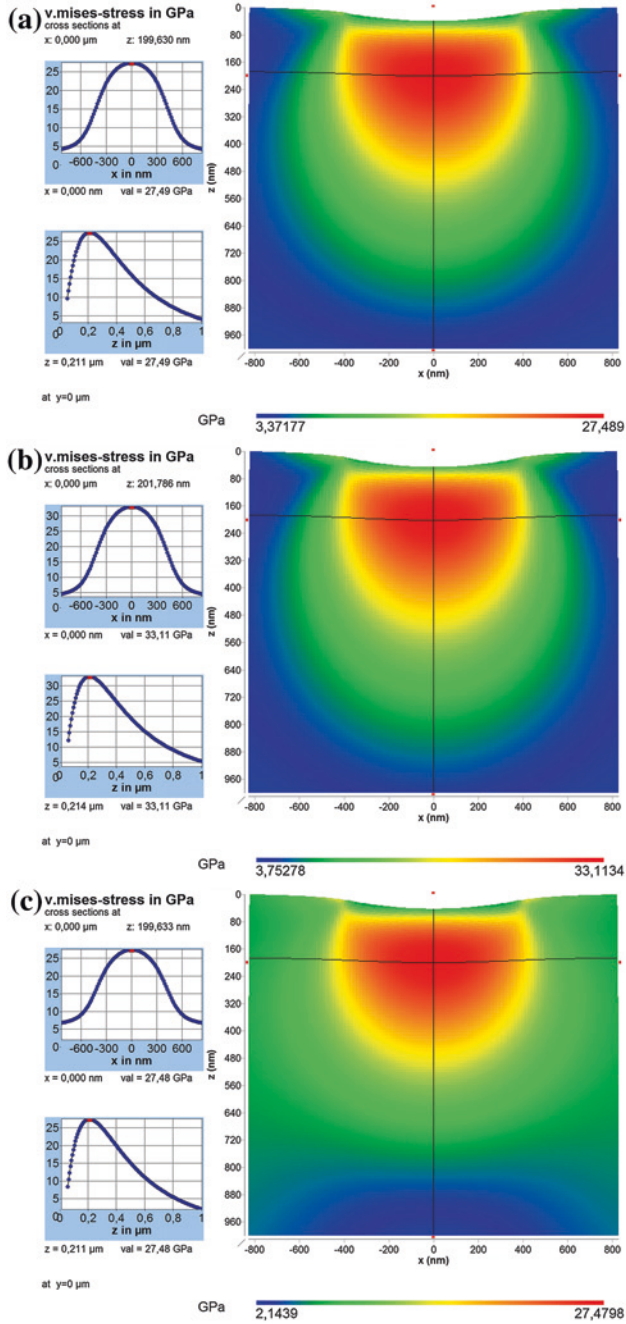 (a) v.mises-stress in GPa
cross sections at
x: 0,000 µm z: 199,630 nm
25
20
15
10
5
0 -600 -300 0 300 600
x in nm
x = 0,000 nm val = 27,49 GPa
25
20
15
10
5
0 0 0,2 0,4 0,6 0,8 1
z in µm
z = 0,211 µm val = 27,49 GPa
at y=0 µm
0
80
160
240
320
400
480
560
640
720
800
880
960
z (nm)
-800 -600 -400 -200 0 200 400 600 800
x (nm)
GPa
3,37177 27,489
(b) v.mises-stress in GPa
cross sections at
x: 0,000 µm z: 201,786 nm
30
25
20
15
10
5
0 -600 -300 0 300 600
x in nm
x = 0,000 nm val = 33,11 GPa
30
25
20
15
10
5
0 0 0,2 0,4 0,6 0,8 1
z in µm
z = 0,214 µm val = 33,11 GPa
at y=0 µm
0
80
160
240
320
400
480
560
640
720
800
880
960
z (nm)
-800 -600 -400 -200 0 200 400 600 800
x (nm)
GPa
3,75278 33,1134
(c) v.mises-stress in GPa
cross sections at
x: 0,000 µm z: 199,633 nm
25
20
15
10
5
0 -600 -300 0 300 600
x in nm
x = 0,000 nm val = 27,48 GPa
25
20
15
10
5
0 0 0,2 0,4 0,6 0,8 1
z in µm
z = 0,211 µm val = 27,48 GPa
at y=0 µm
0
80
160
240
320
400
480
560
640
720
800
880
960
z (nm)
-800 -600 -400 -200 0 200 400 600 800
x (nm)
GPa
2,1439 27,4798